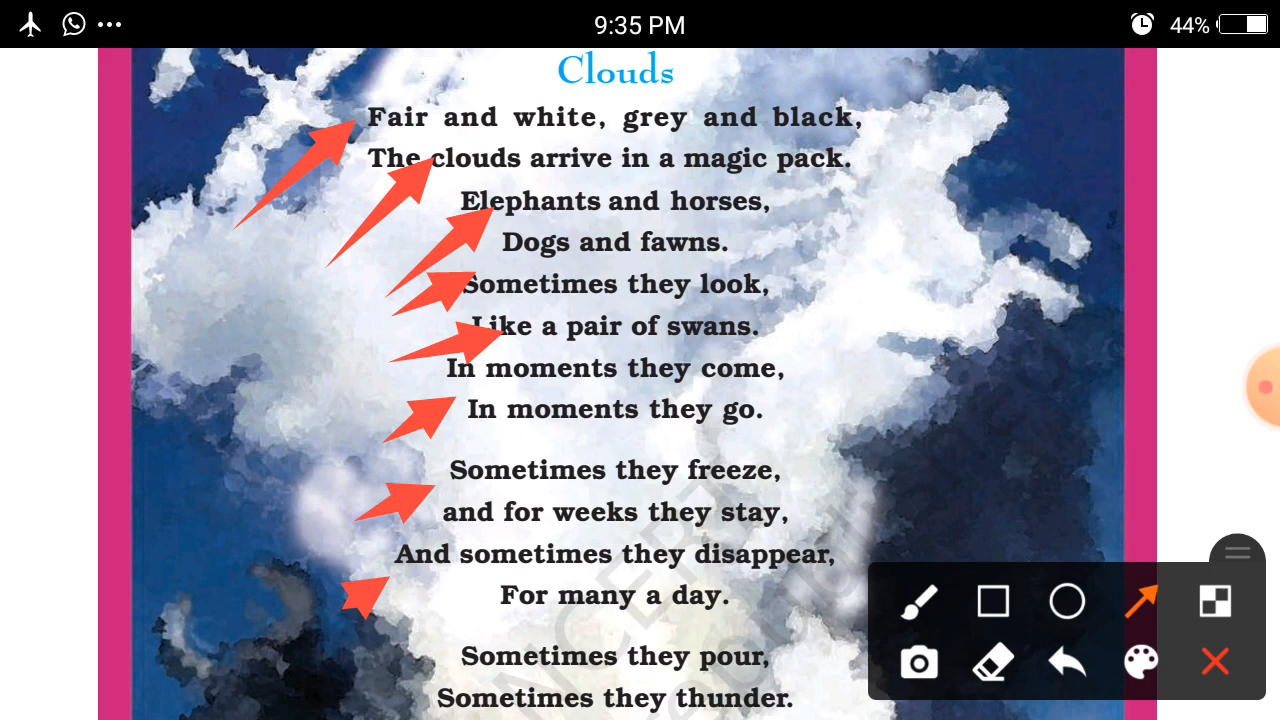 9:35 PM
44%
Clouds
Fair and white, grey and black,
The clouds arrive in a magic pack.
Elephants and horses,
Dogs and fawns.
Sometimes they look,
Like a pair of swans.
In moments they come,
In moments they go.
Sometimes they freeze,
and for weeks they stay,
And sometimes they disappear,
For many a day.
Sometimes they pour,
Sometimes they thunder.